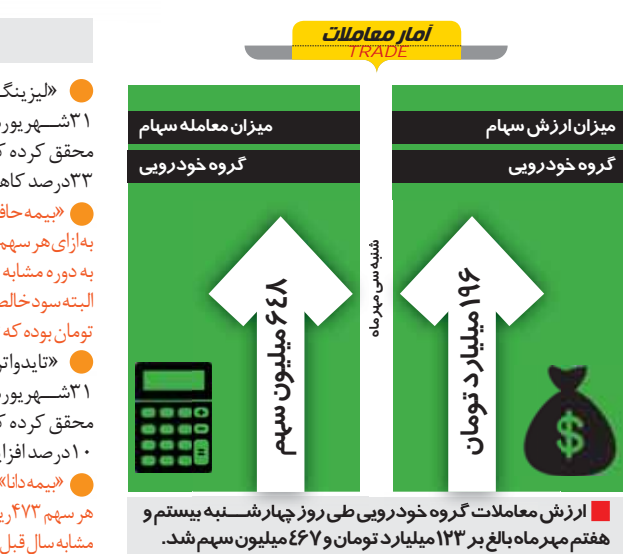 آمار معاملات
TRADE
میزان ارزش سهام
گروه خودرویی
۱۹۶ میلیارد تومان
شنبه سی مهر ماه
میزان معامله سهام
گروه خودرویی
۶۴۸ میلیون سهم
ارزش معاملات گروه خودرویی طی روز چهارشنبه بیستم و
هفتم مهرماه بالغ بر ۱۲۳ میلیارد تومان و ۴۶۷ میلیون سهم شد.
«لیزینگ
۳۱شهریور
محقق کرده
۳۳درصد
«بیمه حاف
به ازای هر سهم
به دوره مشابه
البته سود خالص
تومان بوده که
«تایدواتر
۳۱شهریور
محقق کرده
۱۰درصد
«بیمه دانا»
هر سهم ۴۷۳
مشابه سال قبل